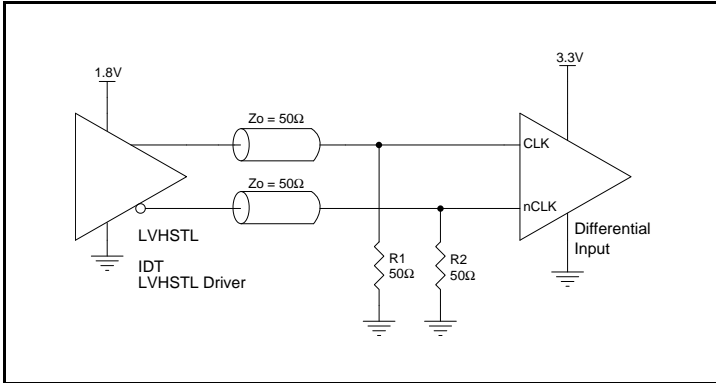 1.8V
3.3V
Zo = 50Ω
CLK
Zo = 50Ω
nCLK
LVHSTL
IDT
LVHSTL Driver
R1
50Ω
R2
50Ω
Differential
Input